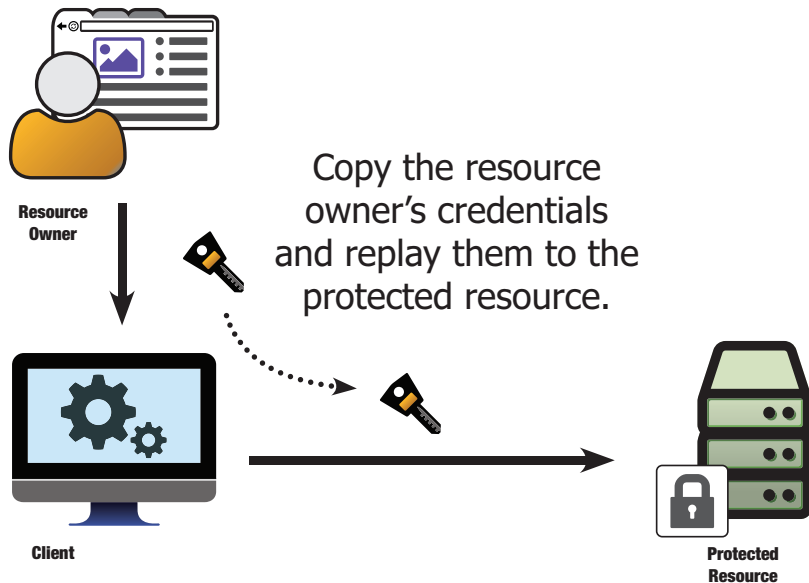 Resource
Owner
Copy the resource
owner’s credentials
and replay them to the
protected resource.
Client
Protected
Resource